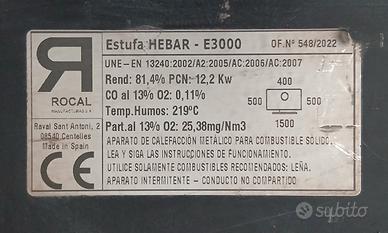 Estufa HEBAR - E3000
OF.Nº 548/2022
UNE-EN 13240:2002/A2:2005/AC:2006/AC:2007
Rend: 81,4% PCN: 12,2 Kw
CO al 13% O2: 0,11%
Temp.Humos: 219ºC
Part.al 13% O2: 25,38mg/Nm3
400
500
500
1500
ROCAL
Raval Sant Antoni, 2
08540 Centelles
Made in Spain
CE
APARATO DE CALEFACCIÓN METÁLICO PARA COMBUSTIBLE SOLIDO.
LEA Y SIGA LAS INSTRUCCIONES DE FUNCIONAMIENTO.
UTILICE SOLAMENTE COMBUSTIBLES RECOMENDADOS: LEÑA.
APARATO INTERMITENTE - CONDUCTO NO COMPARTIDO
subito